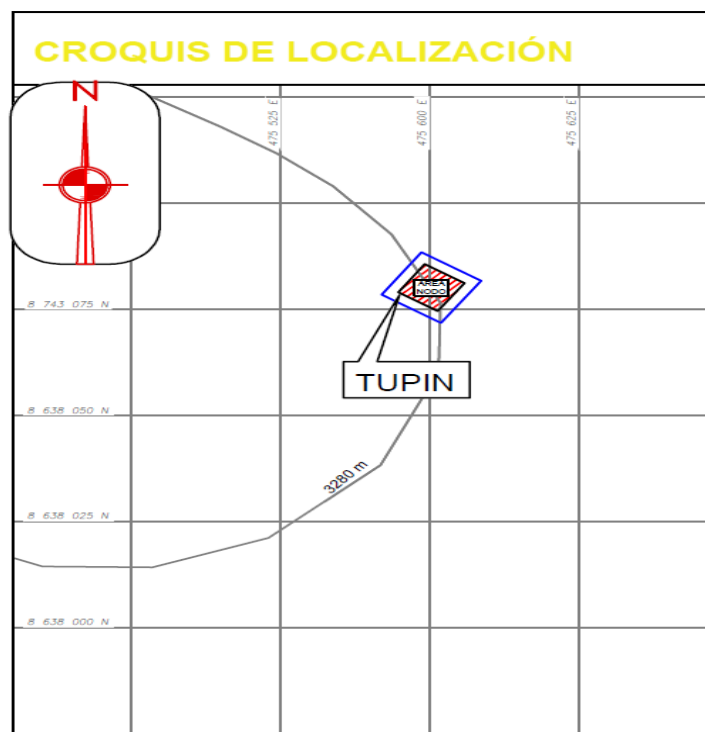 CROQUIS DE LOCALIZACIÓN
N
475 525 E
475 600 E
475 625 E
AREA
NODO
8 743 075 N
TUPIN
8 638 050 N
3280 m
8 638 025 N
8 638 000 N